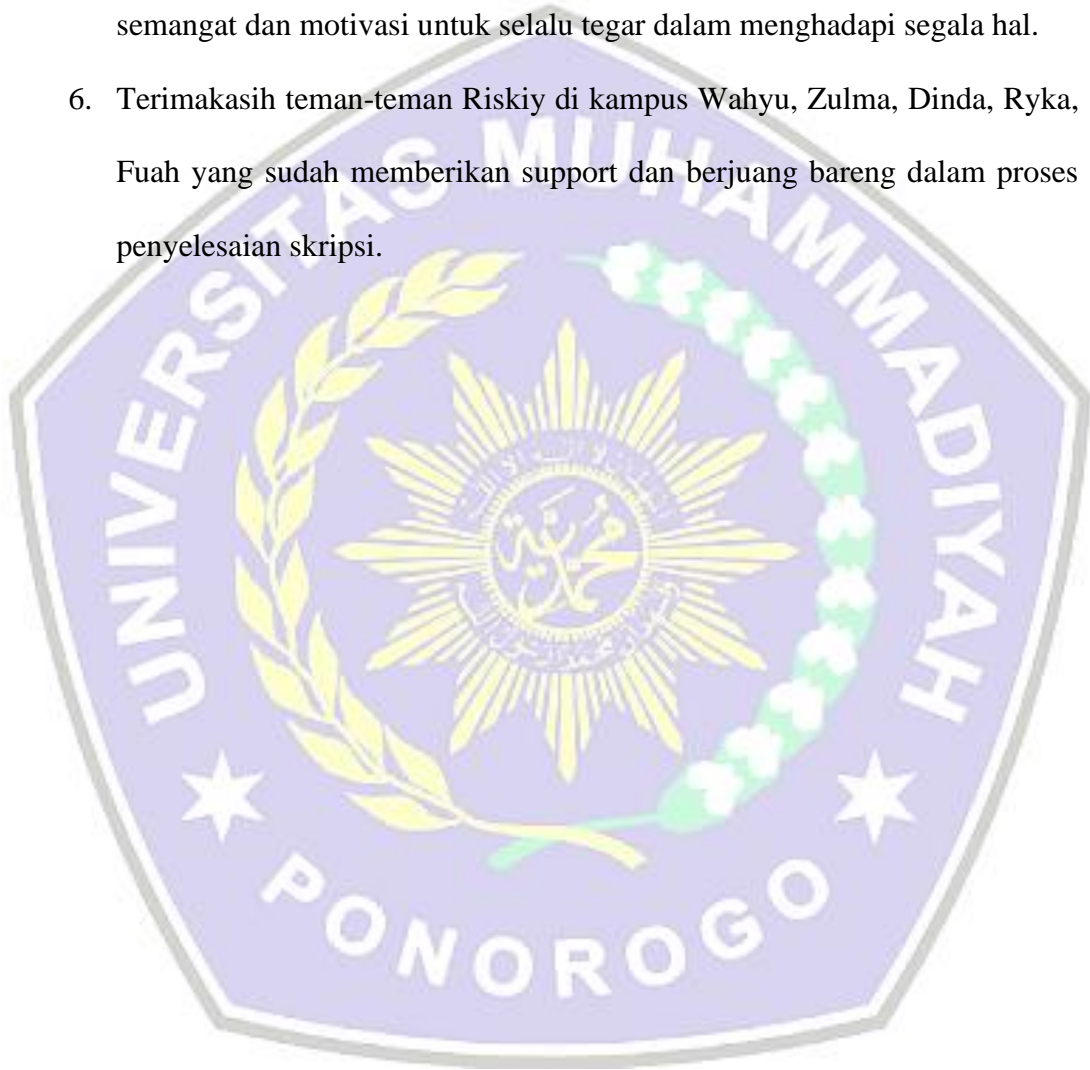 semangat dan motivasi untuk selalu tegar dalam menghadapi segala hal.
6. Terimakasih teman-teman Riskiy di kampus Wahyu, Zulma, Dinda, Ryka,
Fuah yang sudah memberikan support dan berjuang bareng dalam proses
penyelesaian skripsi.
UNIVERSITAS MUHAMMADIYAH
PONOROGO
محمدية